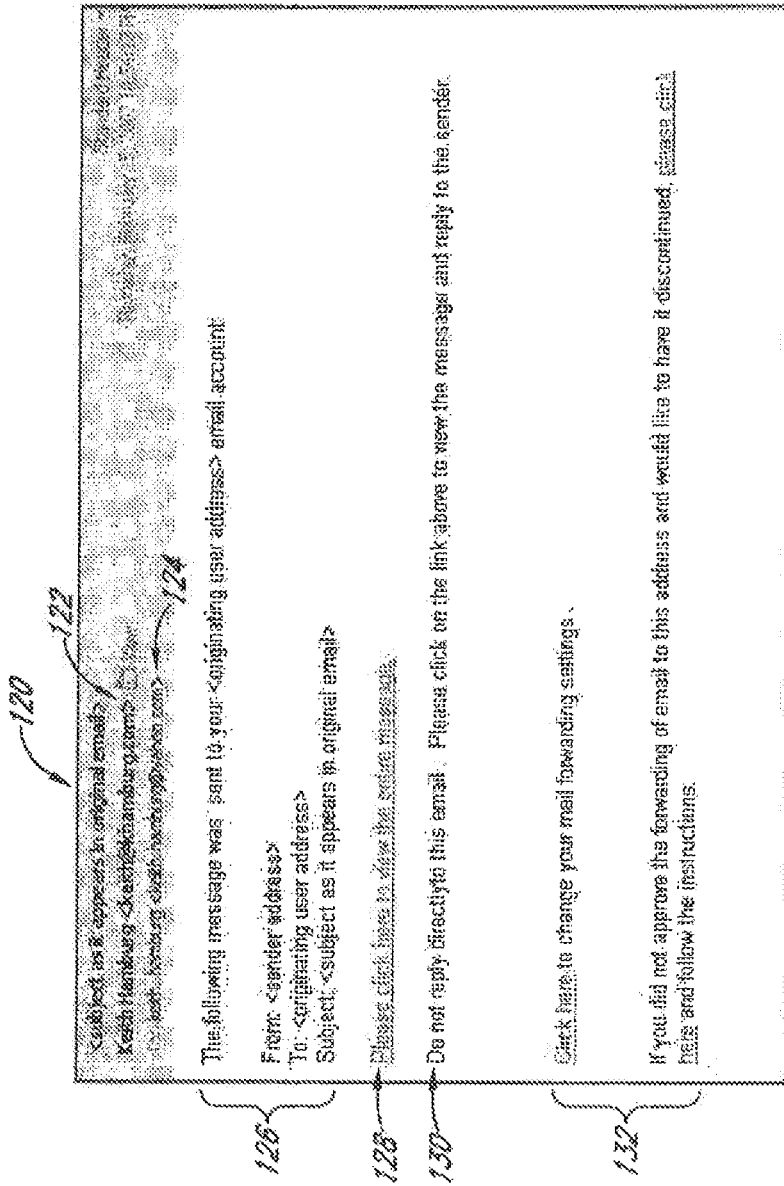 120
<subject as it appears in original email>
122
Keith Hamburg <keith@khamburg.com>
124
The following message was sent to your <originating user address> email account:
126
From: <sender address>
To: <originating user address>
Subject: <subject as it appears in original email>
128
Please click here to view the entire message.
130
Do not reply directly to this email. Please click on the link above to view the message and reply to the sender.
132
Click here to change your mail forwarding settings.
If you did not approve the forwarding of email to this address and would like to have it discontinued, please click
here and follow the instructions.